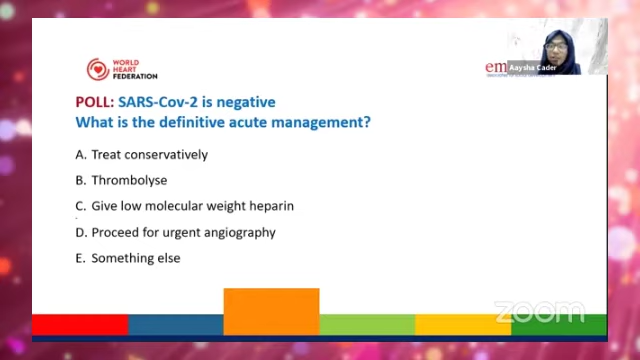 WORLD
HEART
FEDERATION
em
Aaysha Cader
POLL: SARS-Cov-2 is negative
What is the definitive acute management?
A. Treat conservatively
B. Thrombolyse
C. Give low molecular weight heparin
D. Proceed for urgent angiography
E. Something else
zoom